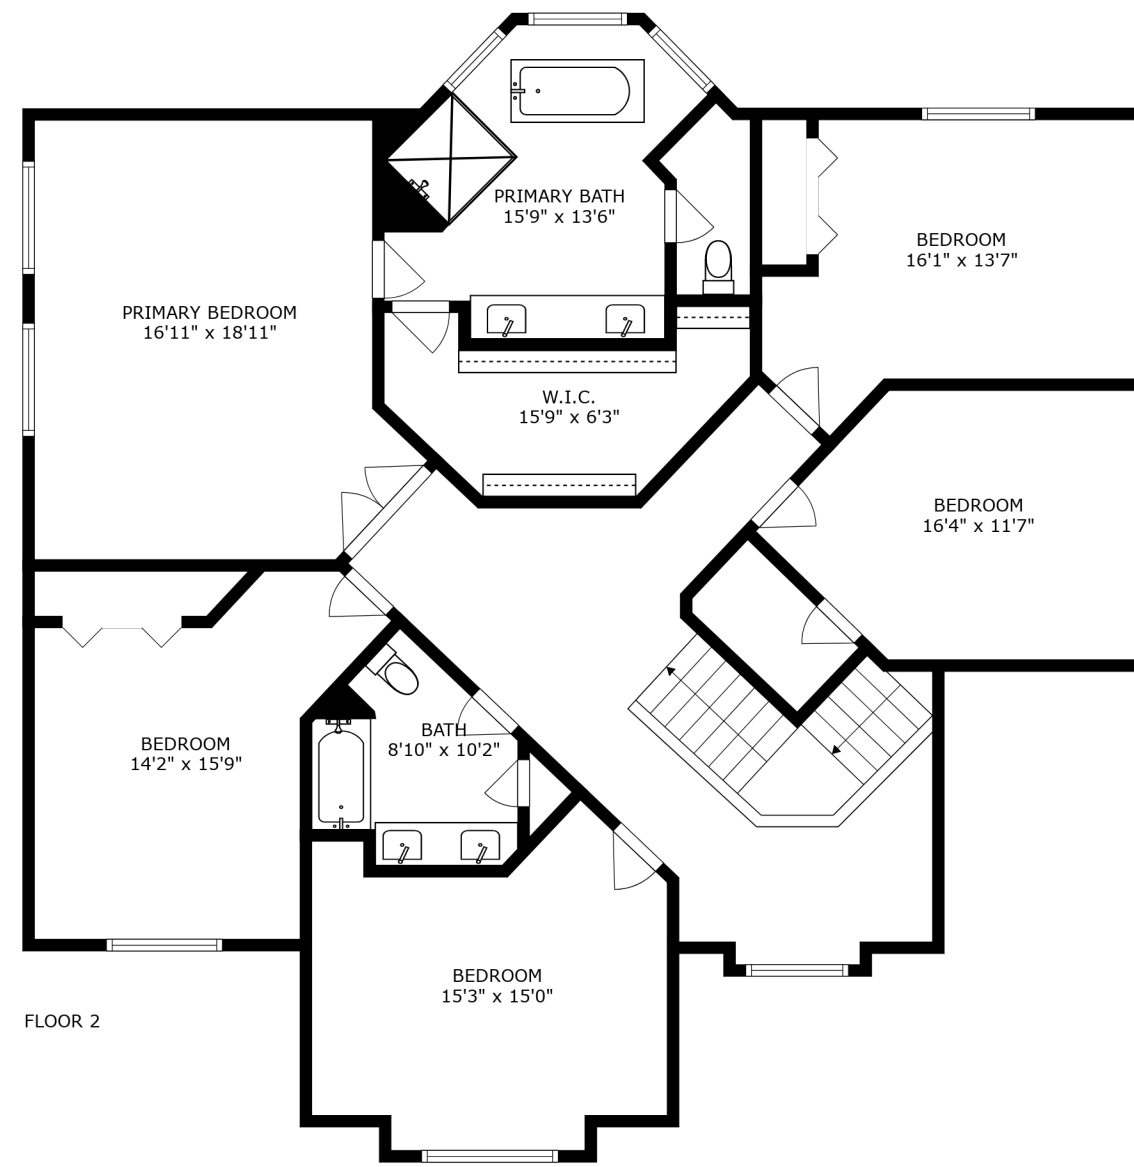 PRIMARY BATH
15'9" x 13'6"
BEDROOM
16'1" x 13'7"
PRIMARY BEDROOM
16'11" x 18'11"
W.I.C.
15'9" x 6'3"
BEDROOM
16'4" x 11'7"
BATH
8'10" x 10'2"
BEDROOM
14'2" x 15'9"
BEDROOM
15'3" x 15'0"
FLOOR 2